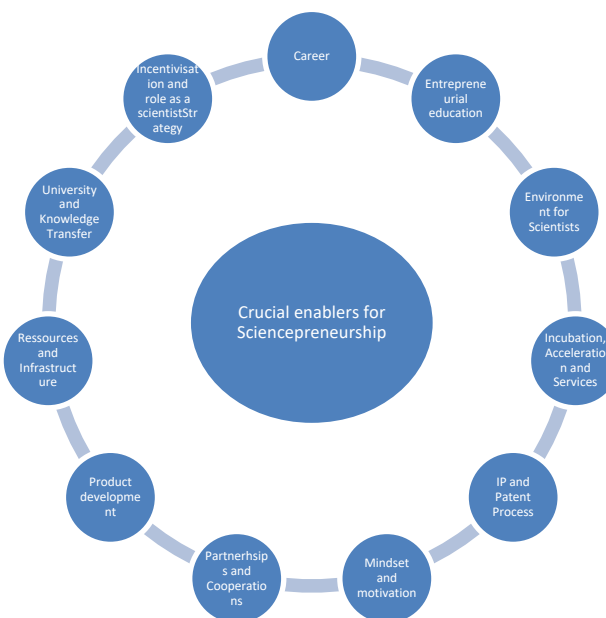 Career
Entreprene
urial
education
Environme
nt for
Scientists
Incubation,
Acceleratio
n and
Services
IP and
Patent
Process
Mindset
and
motivation
Partnerhsip
s and
Cooperatio
ns
Product
developme
nt
Ressources
and
Infrastruct
ure
University
and
Knowledge
Transfer
Incentivisat
ion and
role as a
scientistStr
ategy
Crucial enablers for
Sciencepreneurship